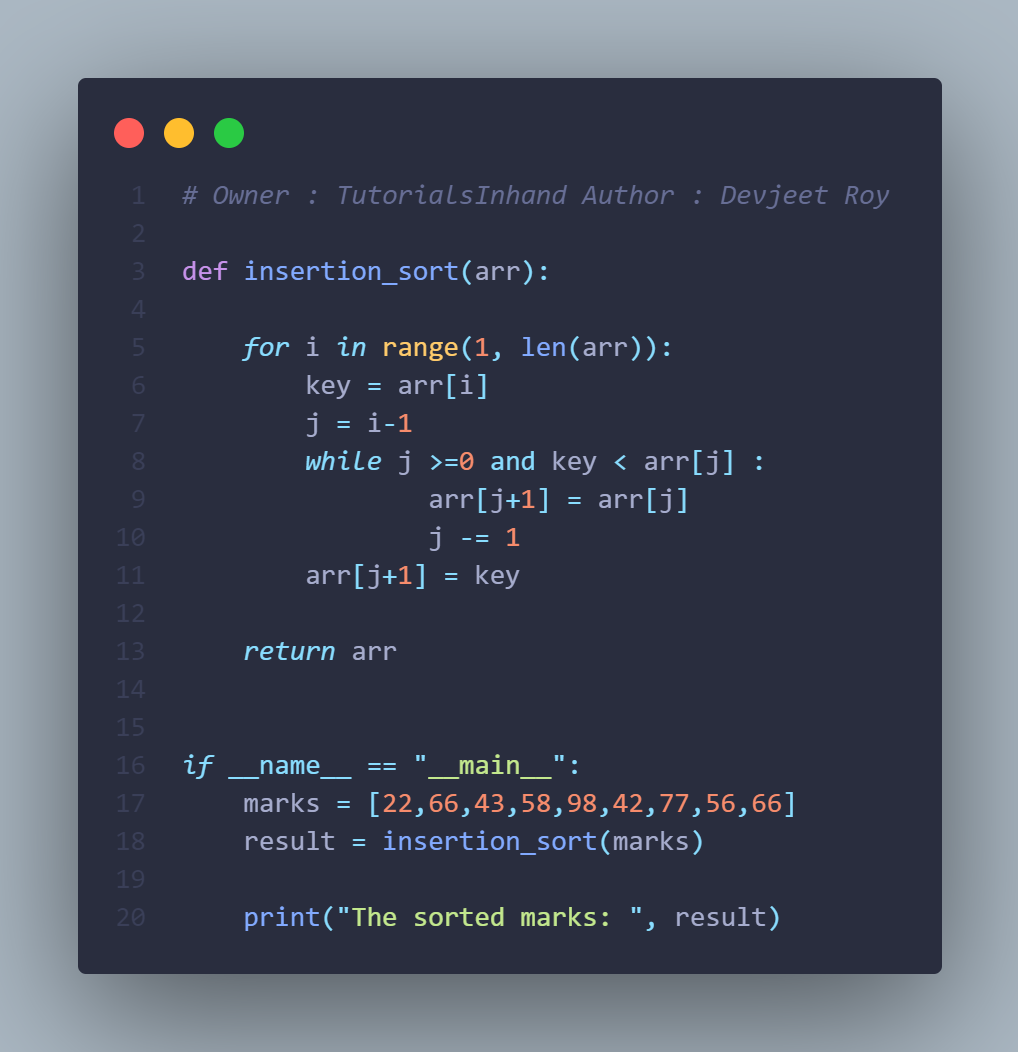 1 # Owner : TutorialsInhand Author : Devjeet Roy
2
3 def insertion_sort(arr):
4
5     for i in range(1, len(arr)):
6         key = arr[i]
7         j = i-1
8         while j >=0 and key < arr[j] :
9                 arr[j+1] = arr[j]
10                 j -= 1
11         arr[j+1] = key
12
13     return arr
14
15
16 if __name__ == "__main__":
17     marks = [22,66,43,58,98,42,77,56,66]
18     result = insertion_sort(marks)
19
20     print("The sorted marks: ", result)